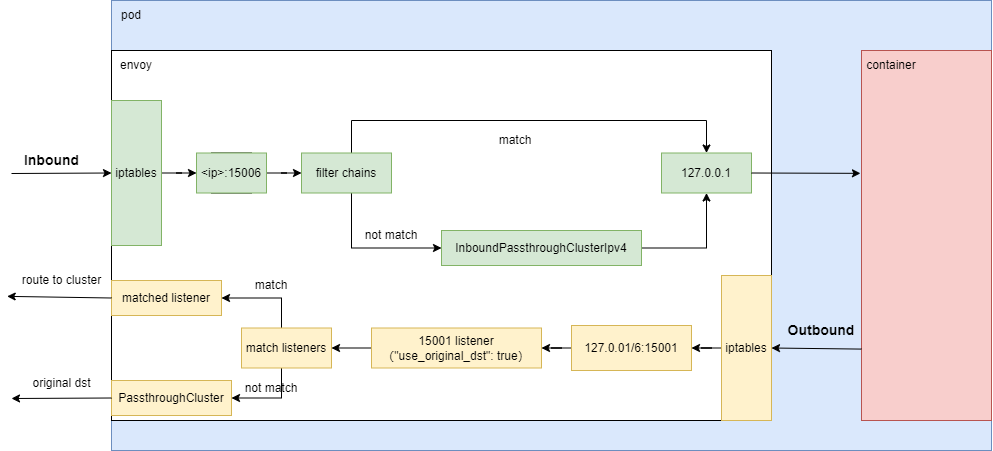 pod
envoy
container
Inbound
iptables
<ip>:15006
filter chains
match
127.0.0.1
not match
InboundPassthroughClusterIpv4
route to cluster
matched listener
match
match listeners
15001 listener
("use_original_dst": true)
127.0.01/6:15001
iptables
Outbound
original dst
PassthroughCluster
not match